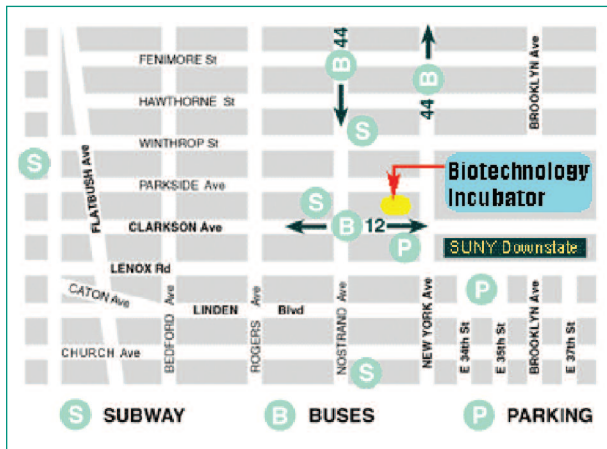 FENIMORE St
HAWTHORNE St
WINTHROP St
PARKSIDE Ave
CLARKSON Ave
LENOX Rd
CATON Ave
LINDEN Blvd
CHURCH Ave
FLATBUSH Ave
BEDFORD Ave
ROGERS Ave
NOSTRAND Ave
NEW YORK Ave
E 34th St
E 35th St
BROOKLYN Ave
E 37th St
BROOKLYN Ave
44
B
B
44
S
S
S
B 12
P
P
S
Biotechnology
Incubator
SUNY Downstate
S SUBWAY B BUSES P PARKING